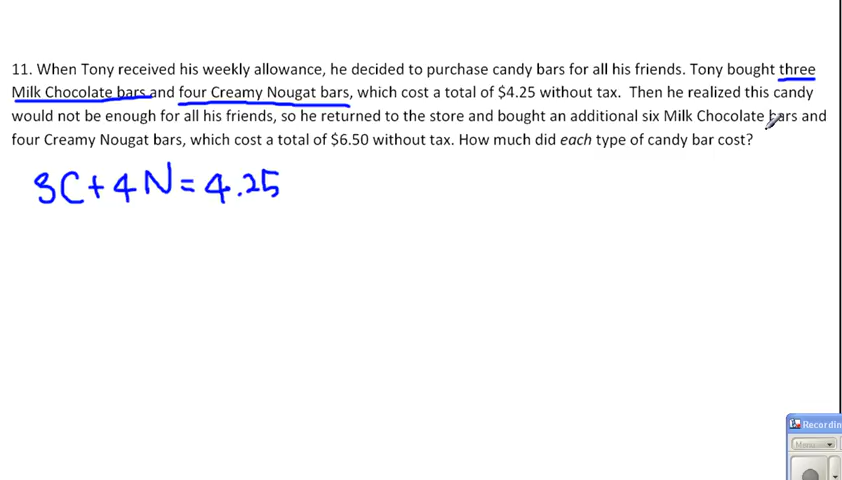 11. When Tony received his weekly allowance, he decided to purchase candy bars for all his friends. Tony bought three
Milk Chocolate bars and four Creamy Nougat bars, which cost a total of $4.25 without tax. Then he realized this candy
would not be enough for all his friends, so he returned to the store and bought an additional six Milk Chocolate bars and
four Creamy Nougat bars, which cost a total of $6.50 without tax. How much did each type of candy bar cost?
3C+4N=4.25
Recordin
Menu